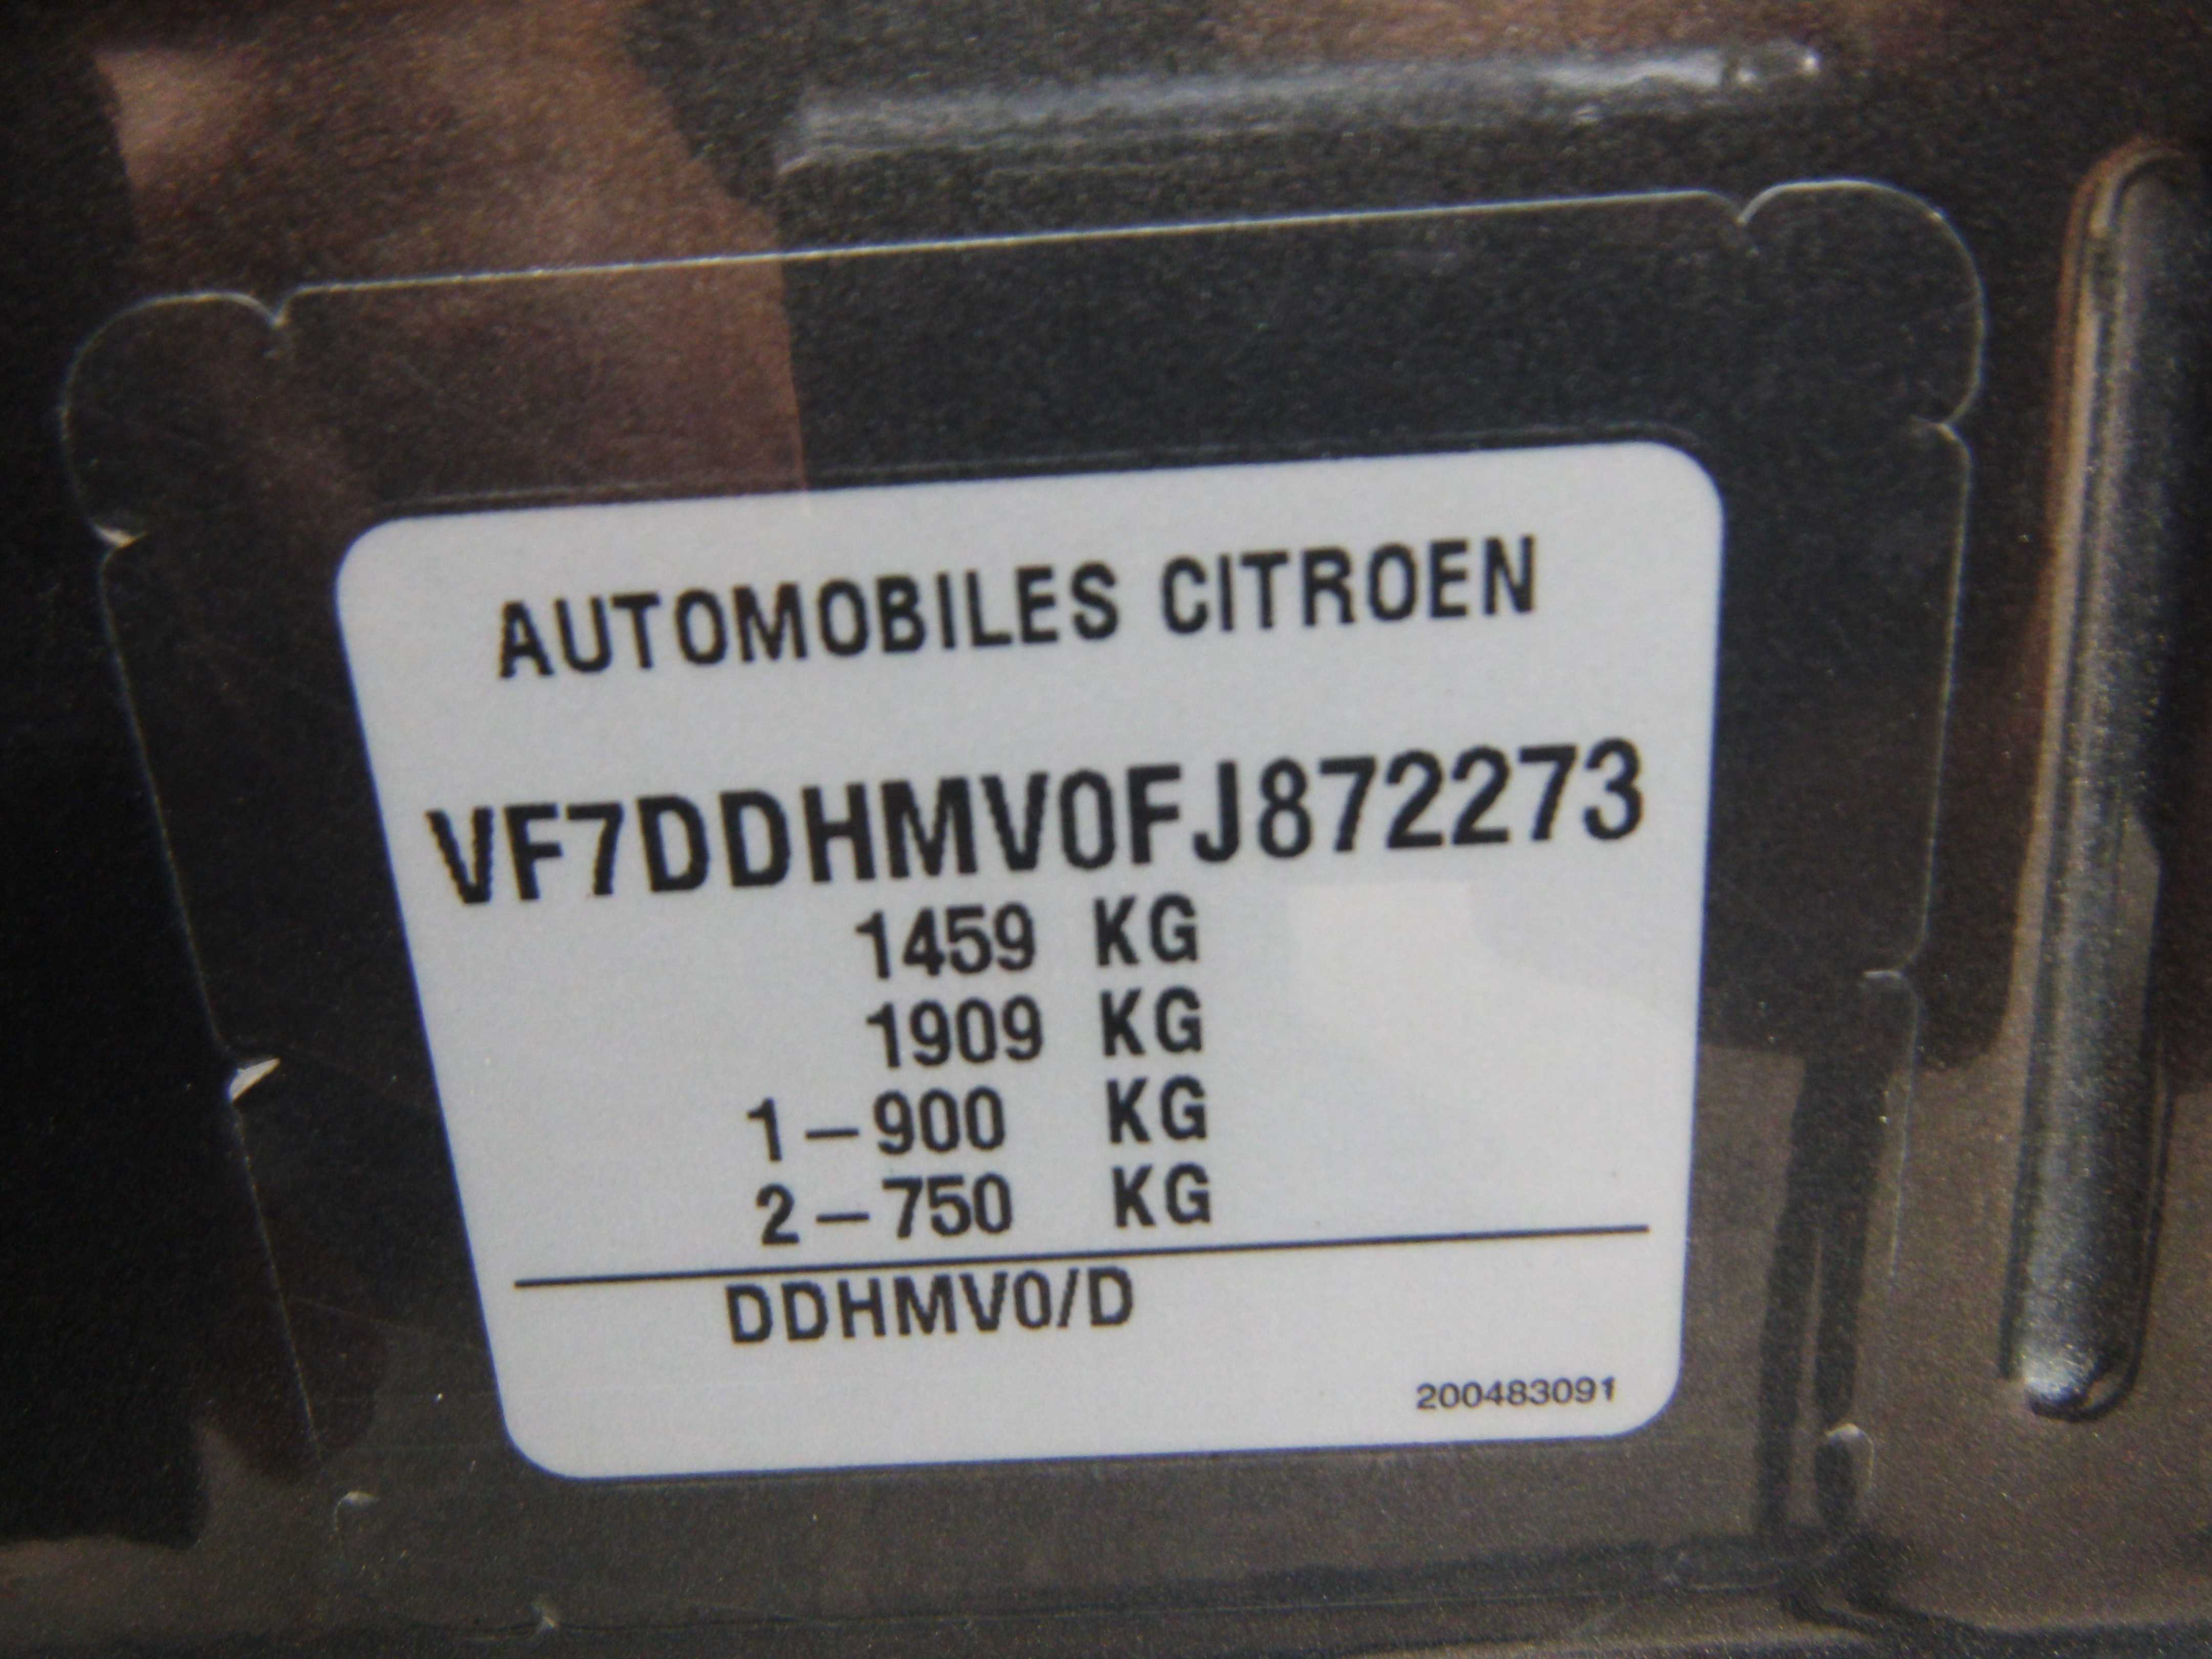 AUTOMOBILES CITROEN
VF7DDHMV0FJ872273
1459 KG
1909 KG
1-900 KG
2-750 KG
DDHMV0/D
200483091